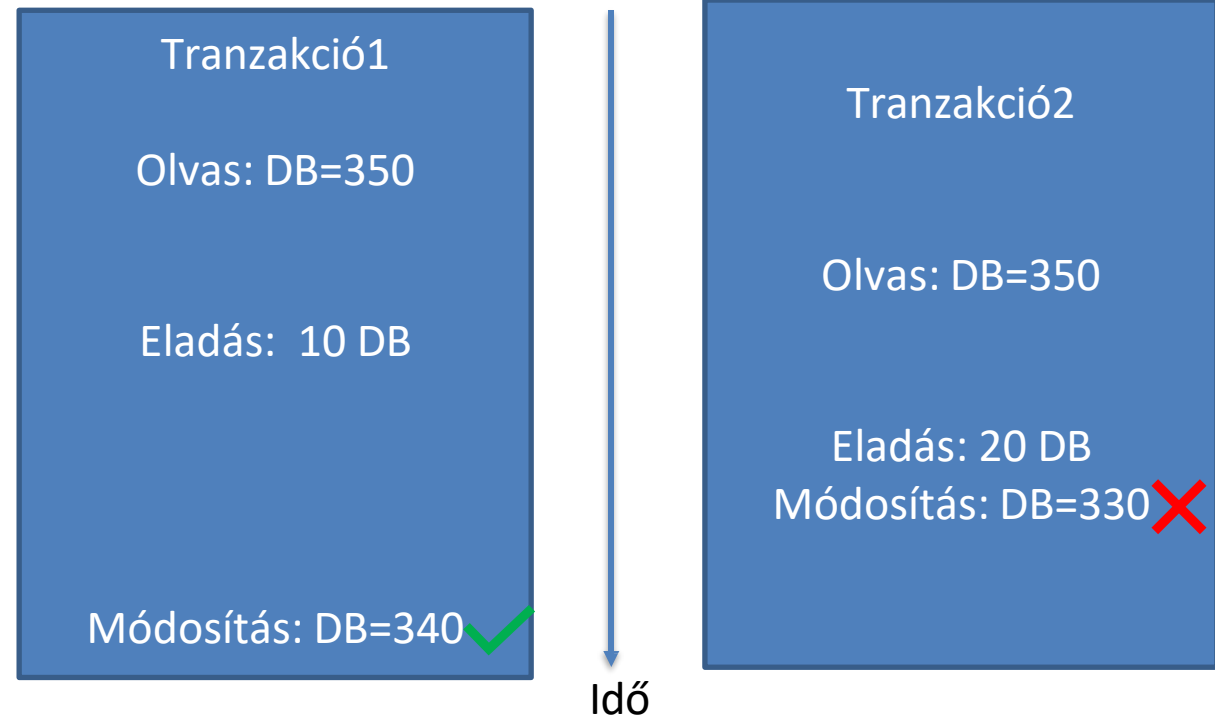 Tranzakció1
Olvas: DB=350
Eladás: 10 DB
Módosítás: DB=340
Idő
Tranzakció2
Olvas: DB=350
Eladás: 20 DB
Módosítás: DB=330